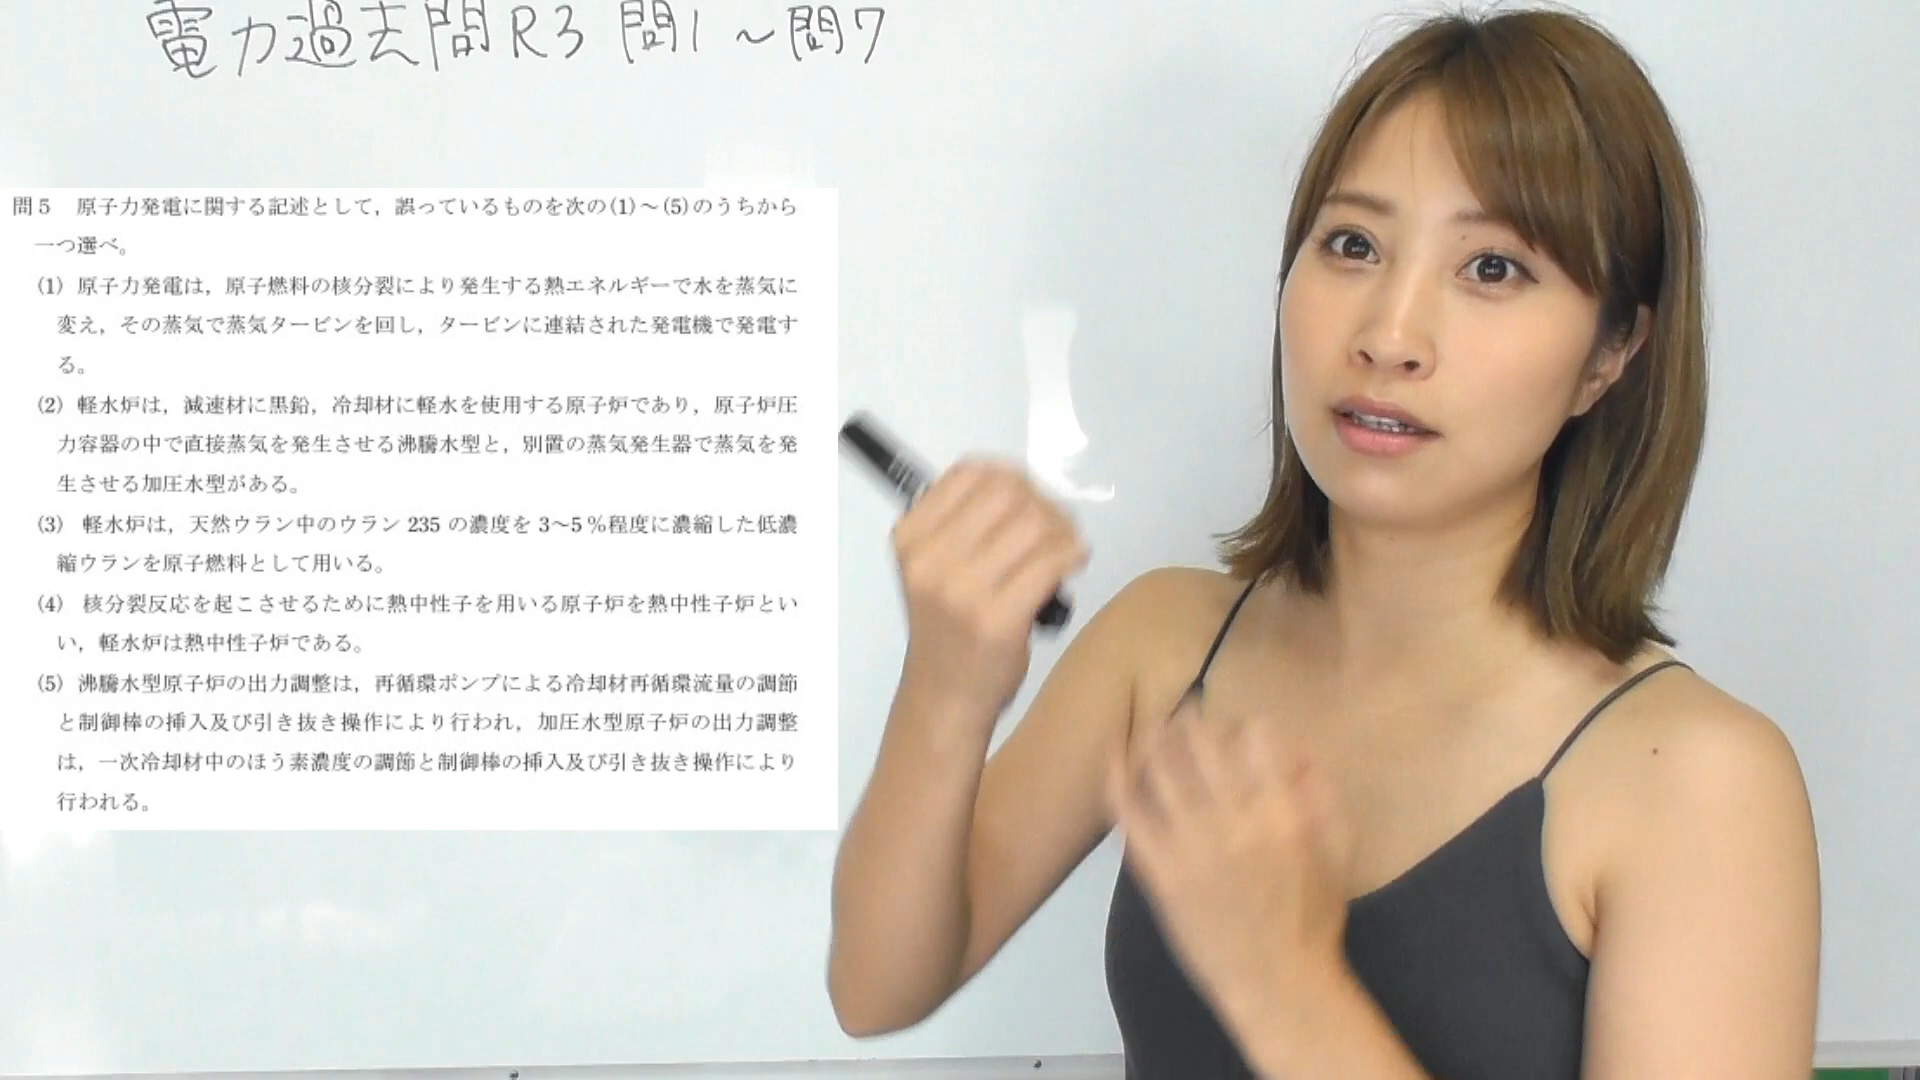 電力過去問R3 問1～問7
問5　原子力発電に関する記述として，誤っているものを次の(1)～(5)のうちから
一つ選べ。
(1) 原子力発電は，原子燃料の核分裂により発生する熱エネルギーで水を蒸気に
変え，その蒸気で蒸気タービンを回し，タービンに連結された発電機で発電す
る。
(2) 軽水炉は，減速材に黒鉛，冷却材に軽水を使用する原子炉であり，原子炉圧
力容器の中で直接蒸気を発生させる沸騰水型と，別置の蒸気発生器で蒸気を発
生させる加圧水型がある。
(3) 軽水炉は，天然ウラン中のウラン 235 の濃度を 3～5％程度に濃縮した低濃
縮ウランを原子燃料として用いる。
(4) 核分裂反応を起こさせるために熱中性子を用いる原子炉を熱中性子炉とい
い，軽水炉は熱中性子炉である。
(5) 沸騰水型原子炉の出力調整は，再循環ポンプによる冷却材再循環流量の調節
と制御棒の挿入及び引き抜き操作により行われ，加圧水型原子炉の出力調整
は，一次冷却材中のほう素濃度の調節と制御棒の挿入及び引き抜き操作により
行われる。